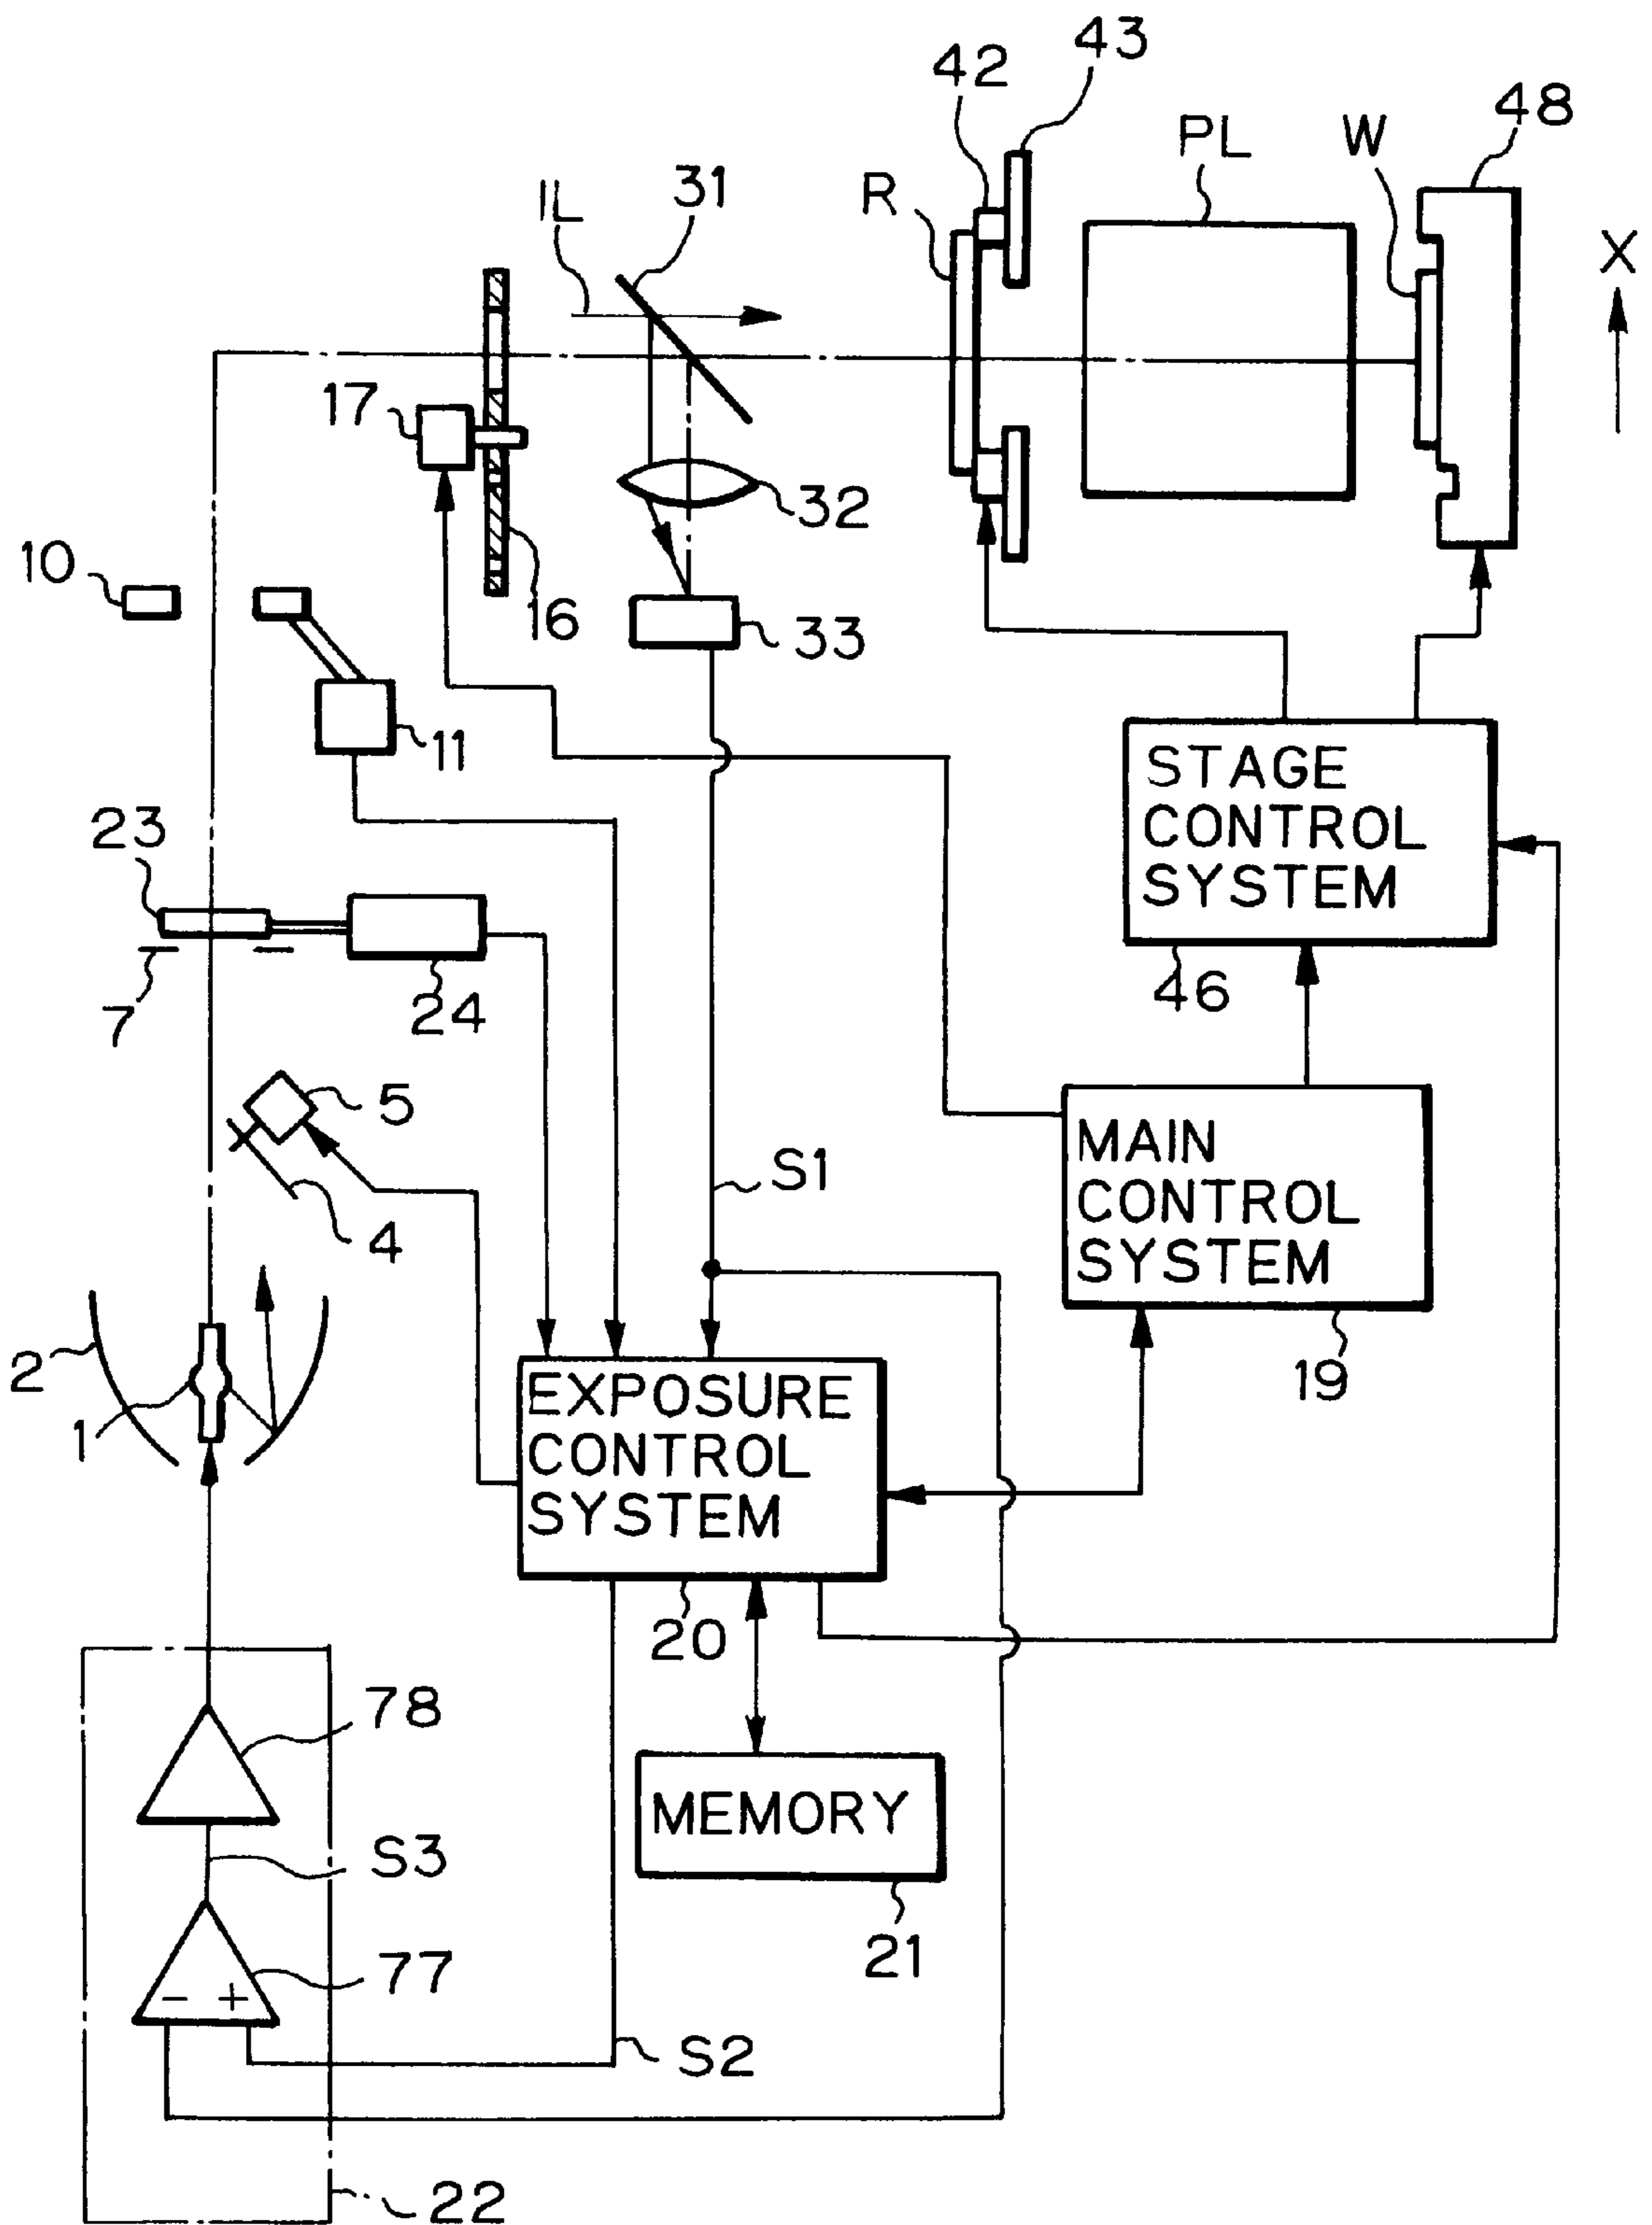 43
42
48
PL
W
31
IL
R
X
17
32
10
16
33
11
STAGE
CONTROL
SYSTEM
23
46
7
24
5
MAIN
CONTROL
SYSTEM
S1
4
2
19
1
EXPOSURE
CONTROL
SYSTEM
20
78
MEMORY
S3
21
77
- +
S2
22